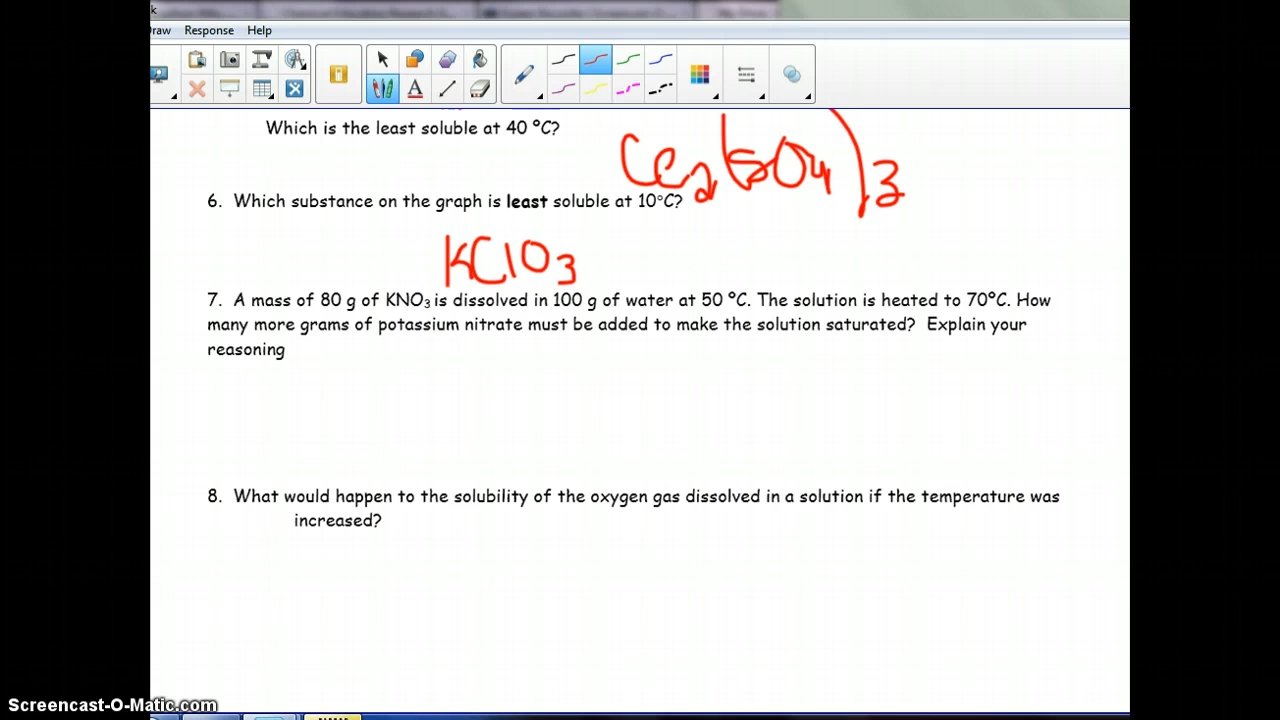 k
Draw Response Help
Which is the least soluble at 40 ºC?
Ce₂(SO₄)₃
6. Which substance on the graph is least soluble at 10°C?
KClO₃
7. A mass of 80 g of KNO₃ is dissolved in 100 g of water at 50 ºC. The solution is heated to 70ºC. How
many more grams of potassium nitrate must be added to make the solution saturated? Explain your
reasoning
8. What would happen to the solubility of the oxygen gas dissolved in a solution if the temperature was
increased?
Screencast-O-Matic.com